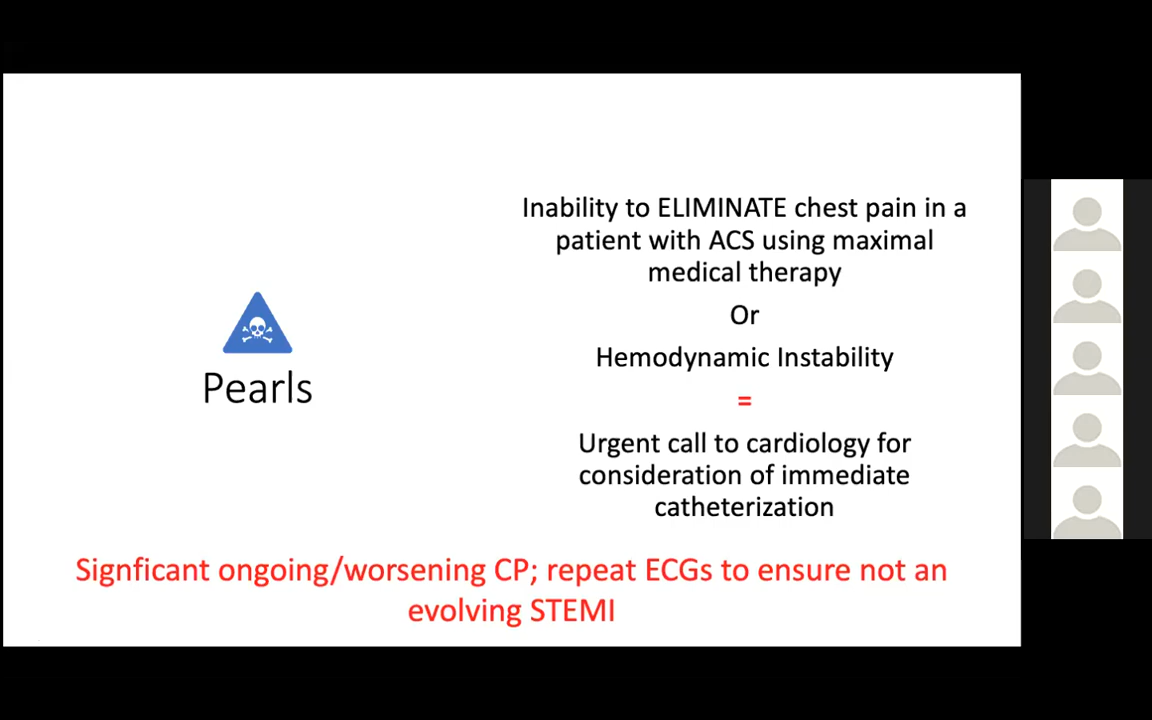 Pearls
Inability to ELIMINATE chest pain in a
patient with ACS using maximal
medical therapy
Or
Hemodynamic Instability
=
Urgent call to cardiology for
consideration of immediate
catheterization
Signficant ongoing/worsening CP; repeat ECGs to ensure not an
evolving STEMI